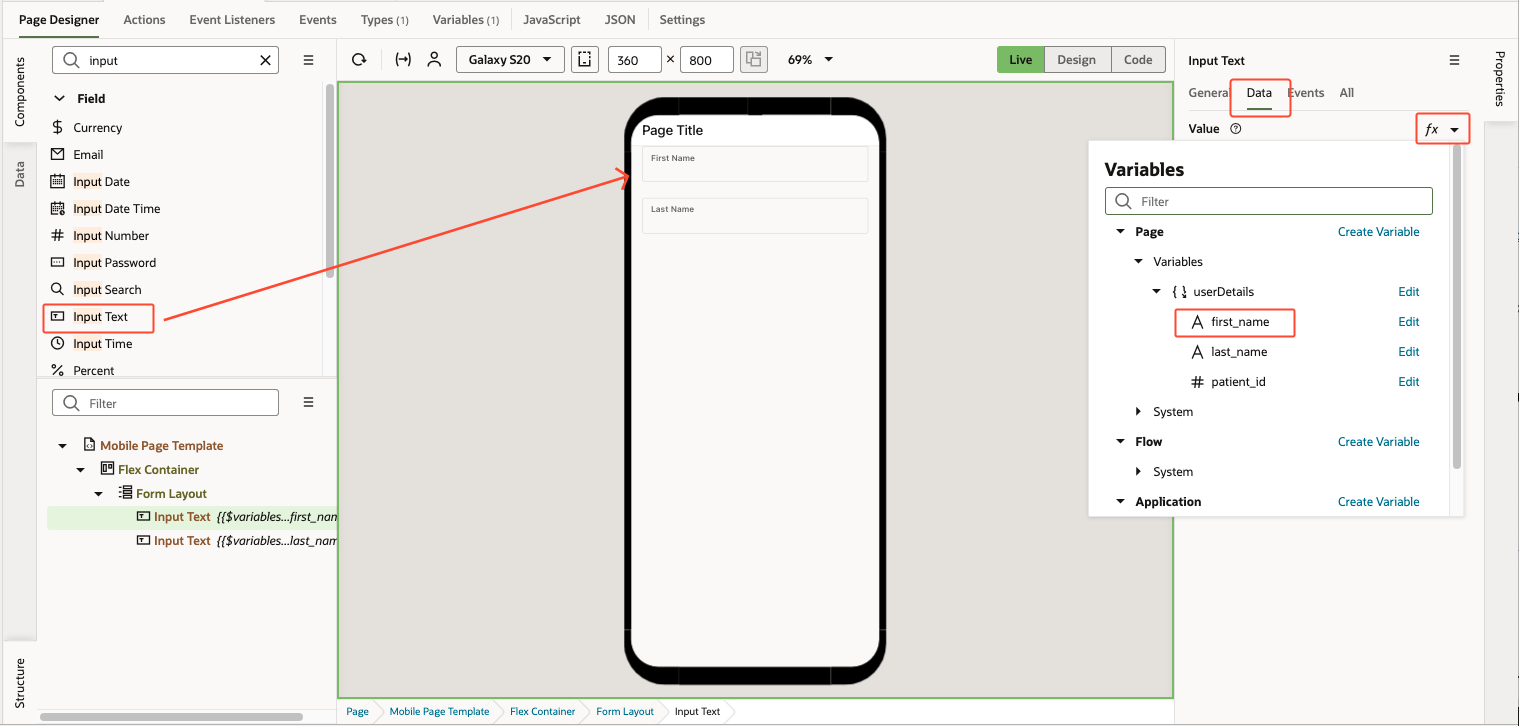 Page Designer Actions Event Listeners Events Types (1) Variables (1) JavaScript JSON Settings
Components
Data
Structure
input
Field
Currency
Email
Input Date
Input Date Time
Input Number
Input Password
Input Search
Input Text
Input Time
Percent
Filter
Mobile Page Template
Flex Container
Form Layout
Input Text {{$variables...first_nam
Input Text {{$variables...last_nam
Galaxy S20 360 × 800 69% Live Design Code
Page Title
First Name
Last Name
Page Mobile Page Template Flex Container Form Layout Input Text
Input Text
Genera Data Events All
Value fx
Variables
Filter
Page Create Variable
Variables
userDetails Edit
first_name Edit
last_name Edit
patient_id Edit
System
Flow Create Variable
System
Application Create Variable
Properties